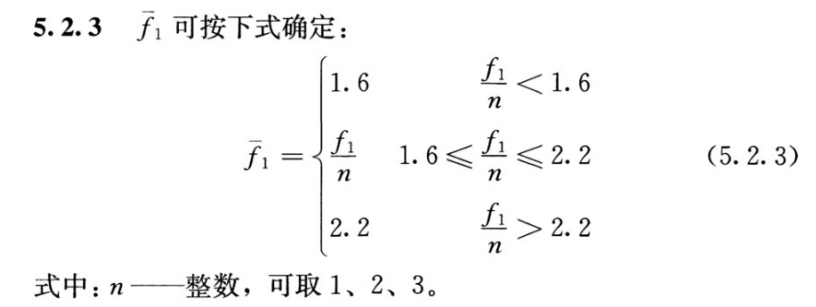 5.2.3 f̄₁ 可按下式确定：
1.6 f₁/n < 1.6
f̄₁ = { f₁/n 1.6 ⩽ f₁/n ⩽ 2.2 (5.2.3)
2.2 f₁/n > 2.2
式中：n——整数，可取 1、2、3。